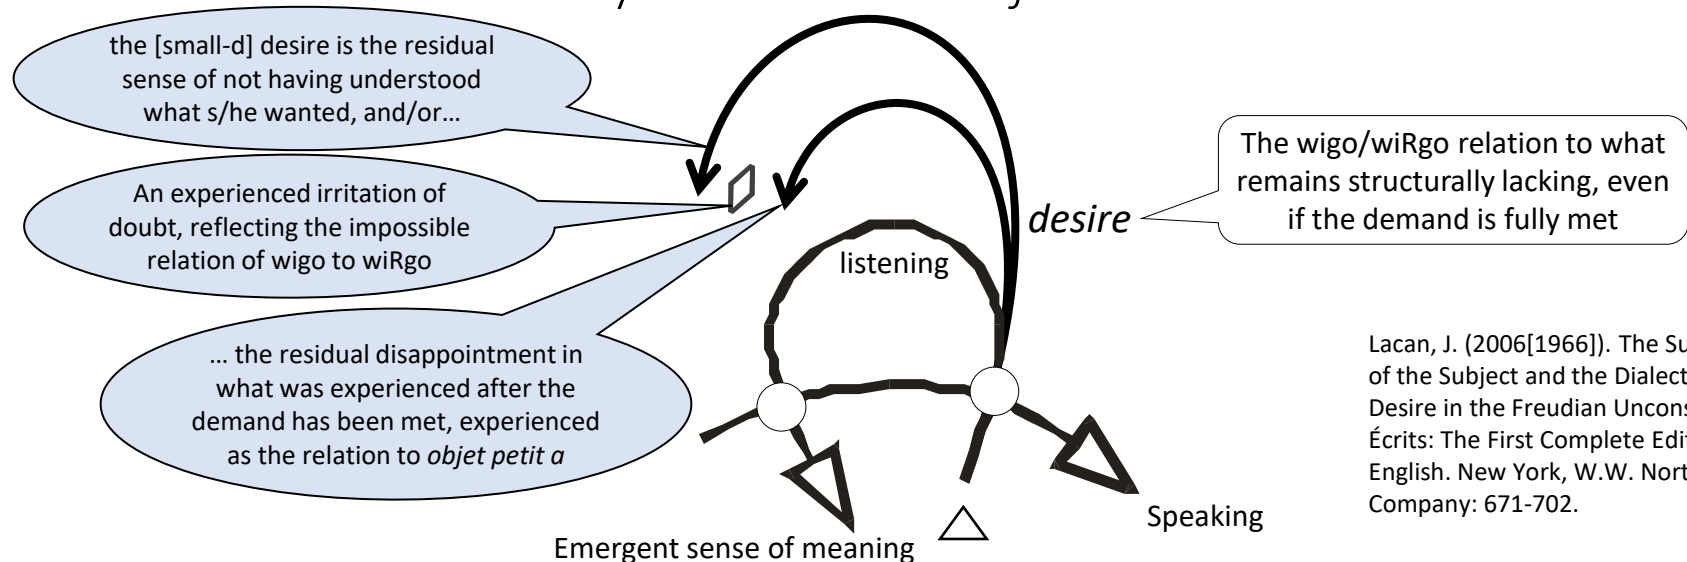 the [small-d] desire is the residual
sense of not having understood
what s/he wanted, and/or…
An experienced irritation of
doubt, reflecting the impossible
relation of wigo to wiRgo
… the residual disappointment in
what was experienced after the
demand has been met, experienced
as the relation to objet petit a
listening
desire
The wigo/wiRgo relation to what
remains structurally lacking, even
if the demand is fully met
Emergent sense of meaning
Speaking
Lacan, J. (2006[1966]). The Su
of the Subject and the Dialect
Desire in the Freudian Uncons
Écrits: The First Complete Edit
English. New York, W.W. Nort
Company: 671-702.